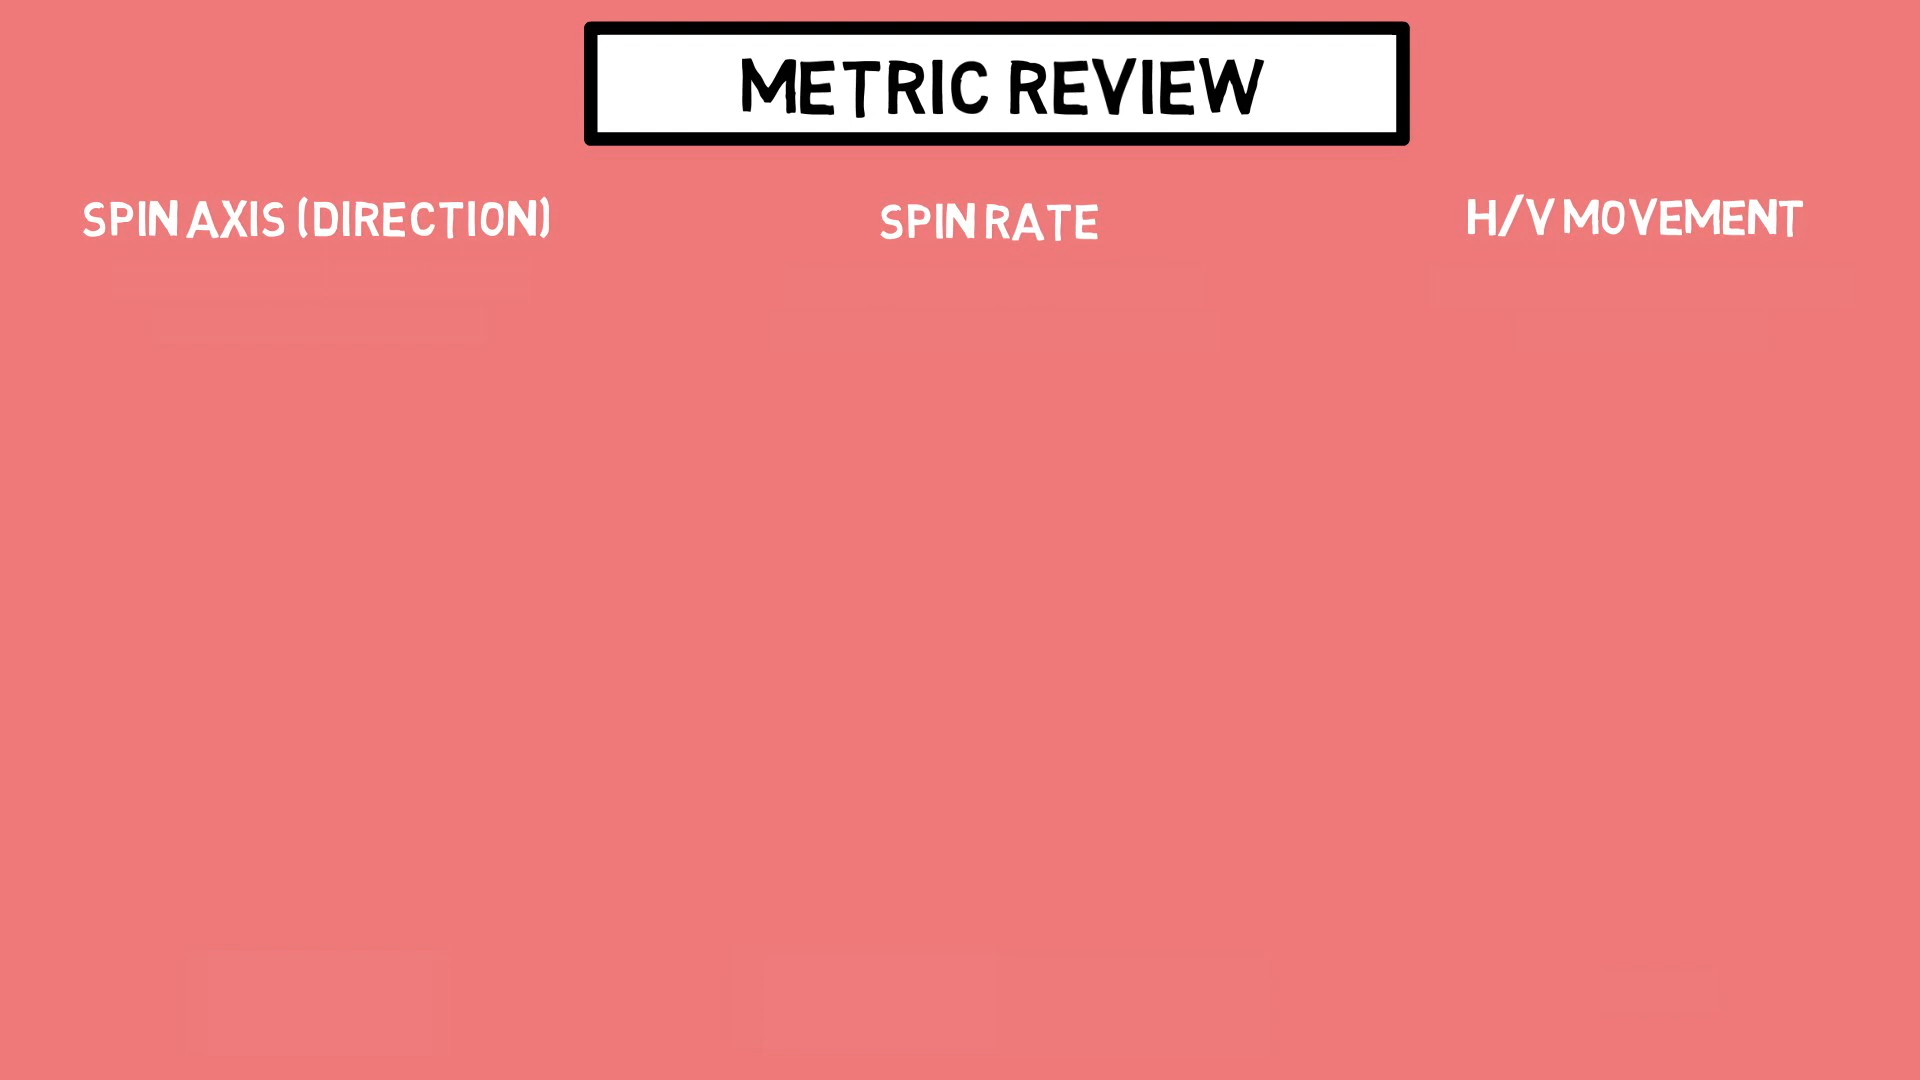 METRIC REVIEW
SPIN AXIS (DIRECTION)
SPIN RATE
H/V MOVEMENT